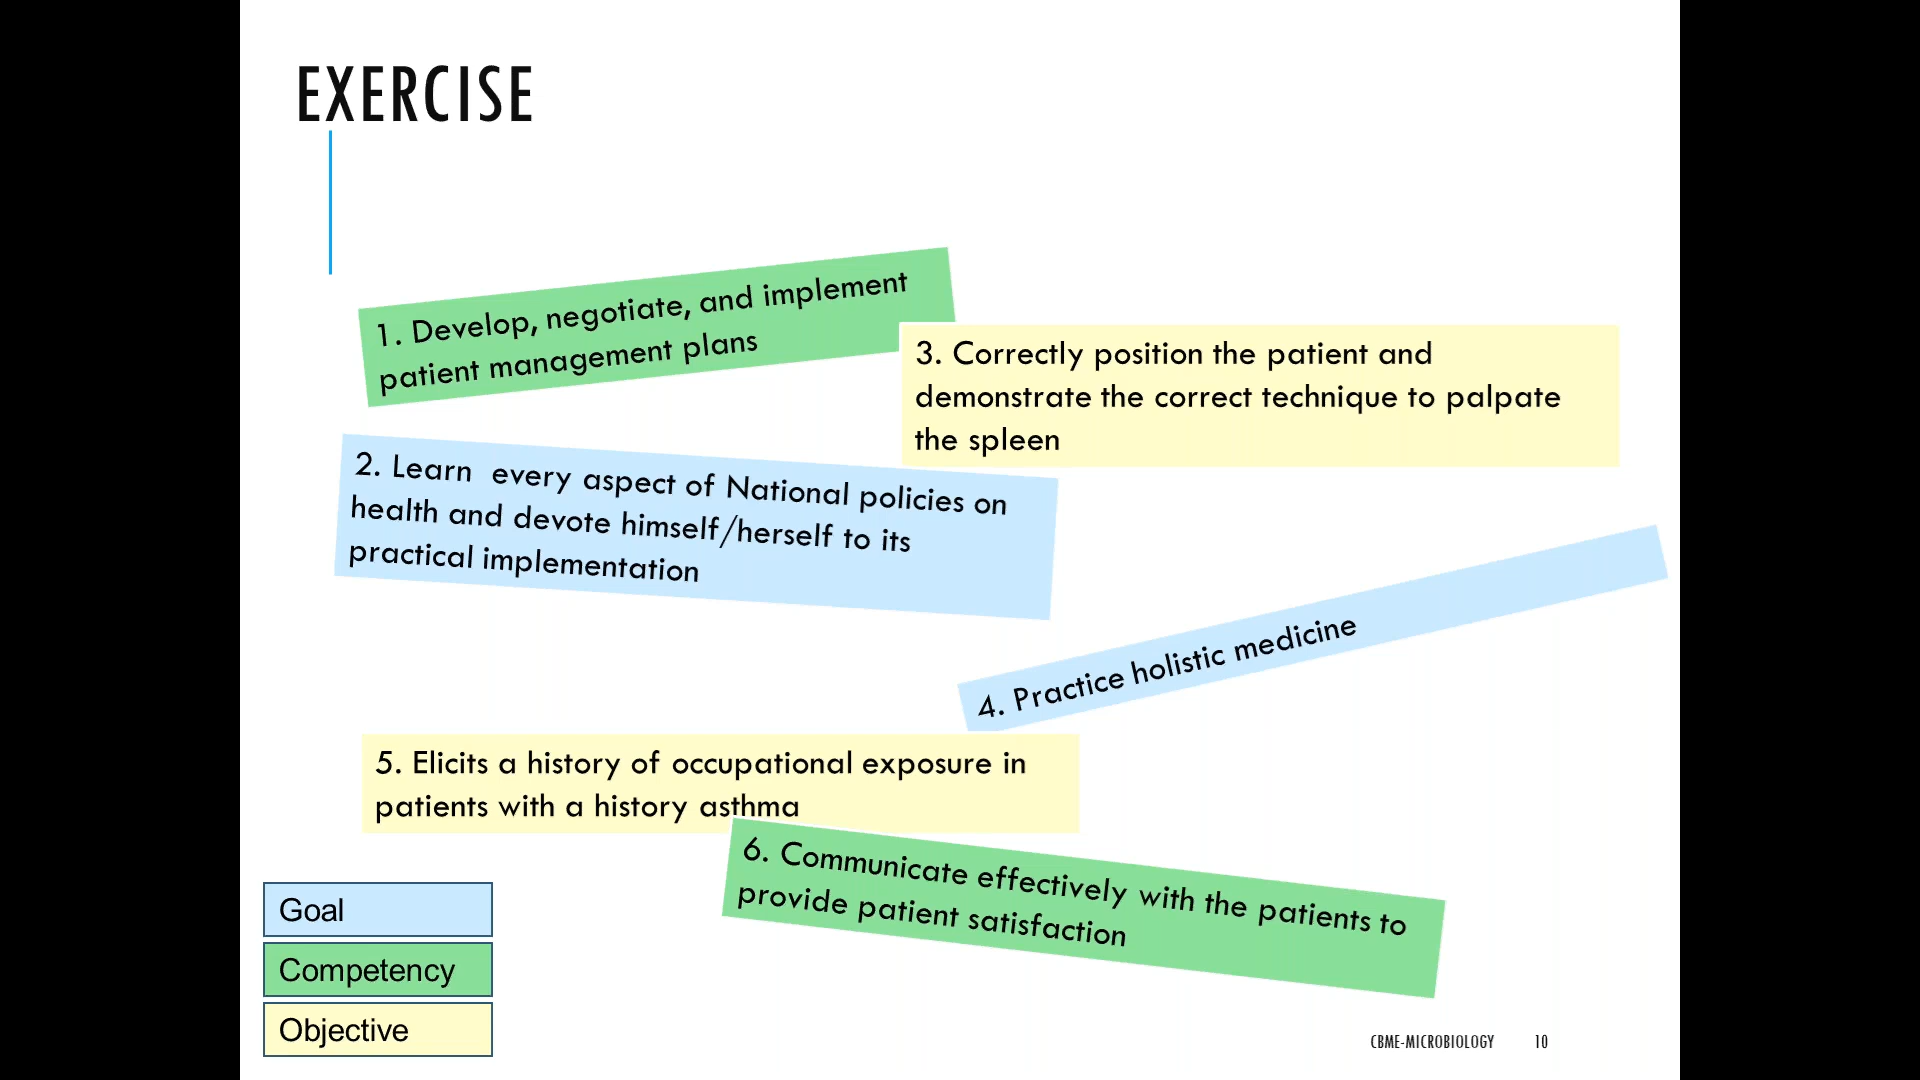 EXERCISE
1. Develop, negotiate, and implement
patient management plans
3. Correctly position the patient and
demonstrate the correct technique to palpate
the spleen
2. Learn every aspect of National policies on
health and devote himself/herself to its
practical implementation
4. Practice holistic medicine
5. Elicits a history of occupational exposure in
patients with a history asthma
6. Communicate effectively with the patients to
provide patient satisfaction
Goal
Competency
Objective
CBME-MICROBIOLOGY 10